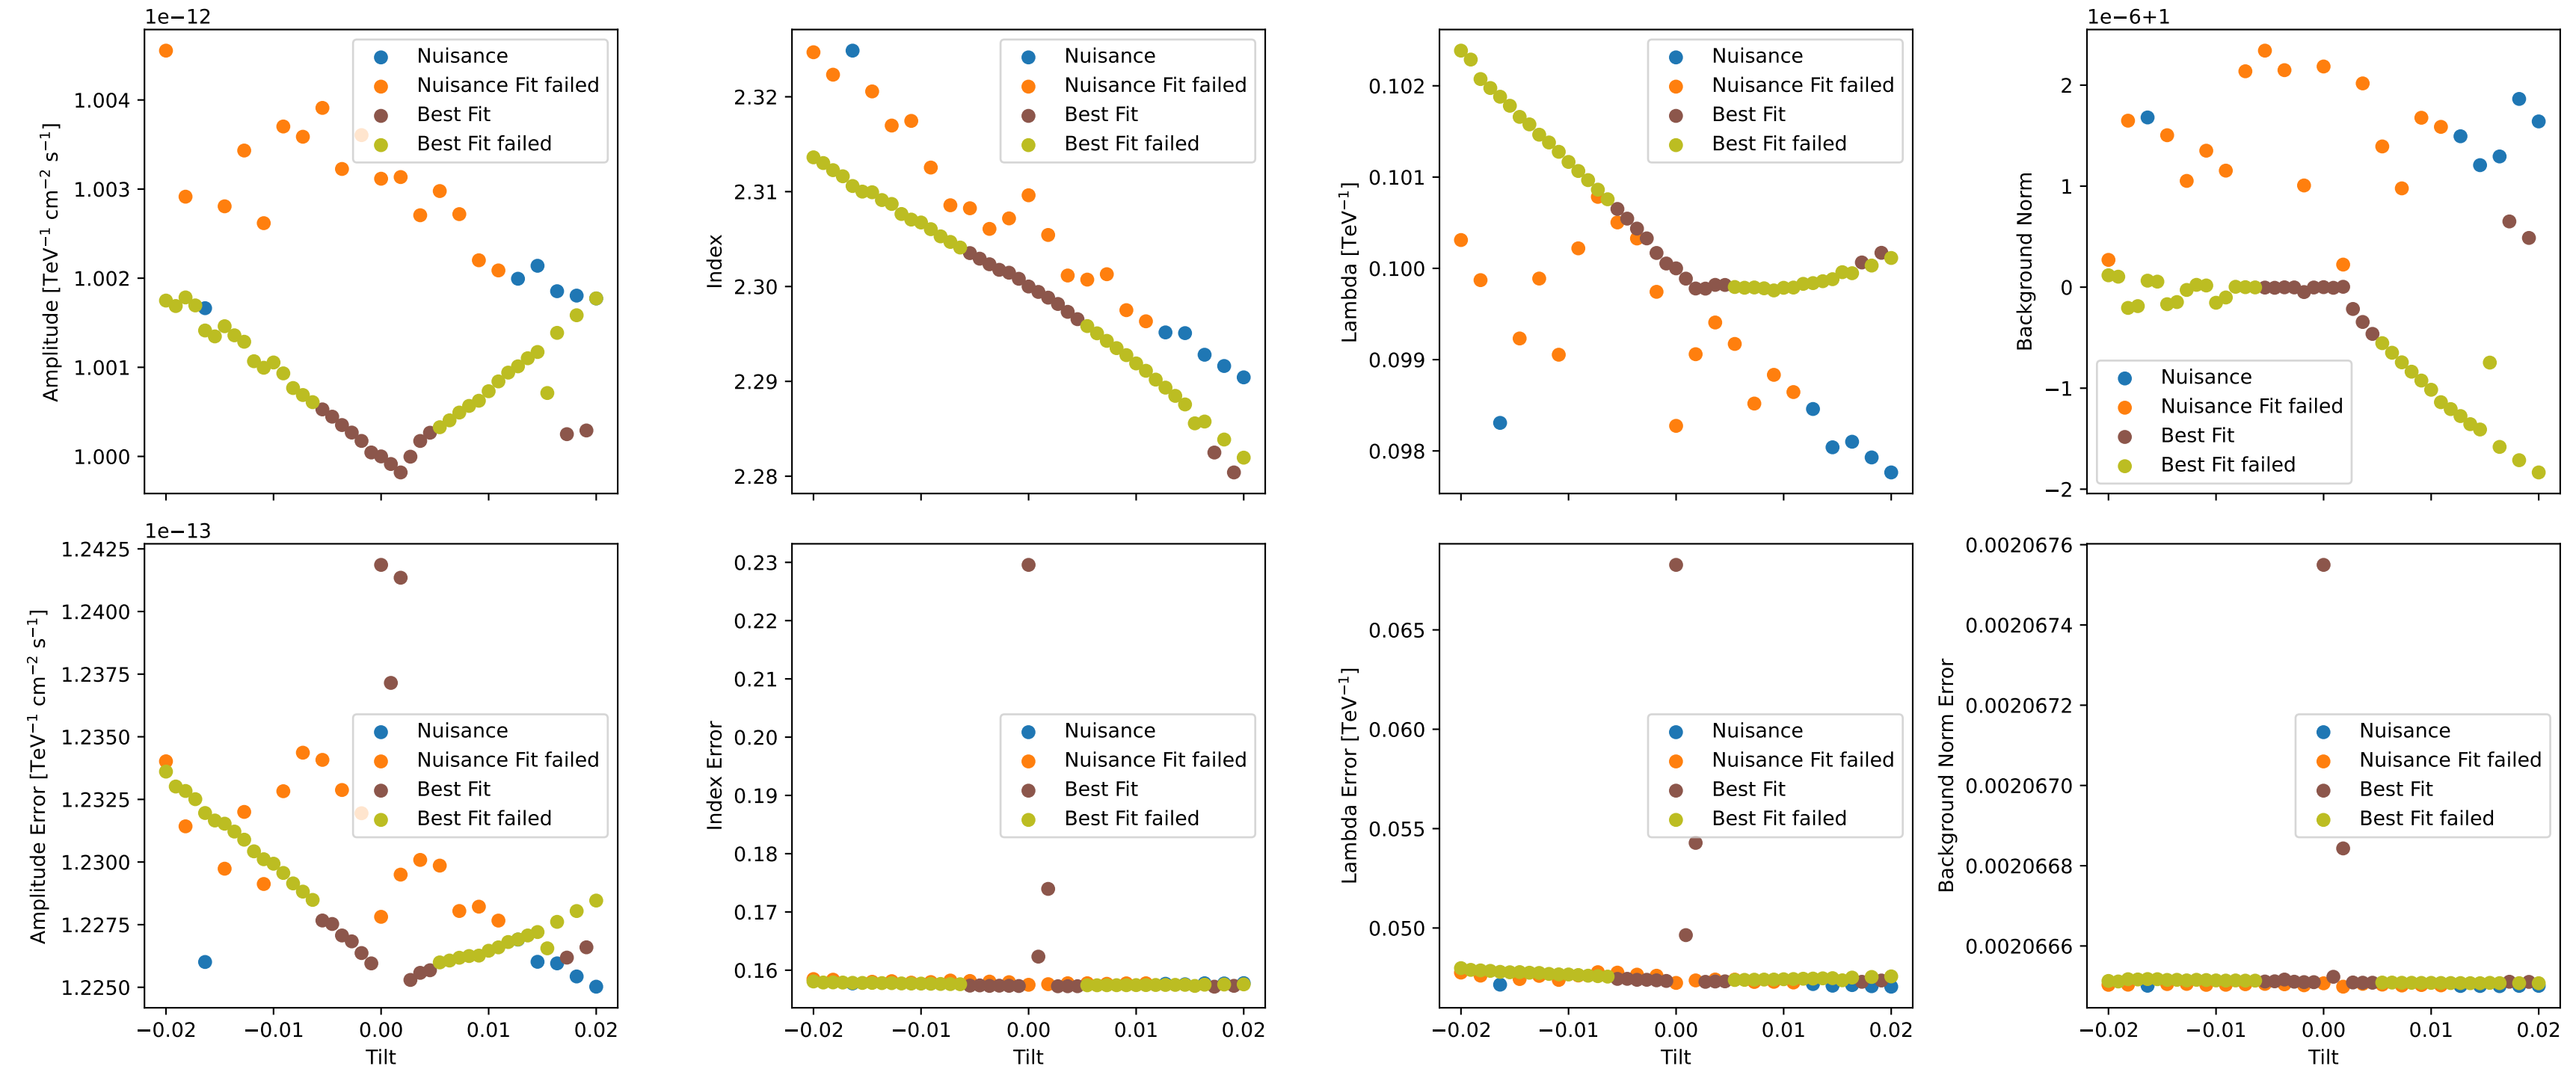 1e−12
Amplitude [TeV⁻¹ cm⁻² s⁻¹]
1.004
1.003
1.002
1.001
1.000
Nuisance
Nuisance Fit failed
Best Fit
Best Fit failed
Index
2.32
2.31
2.30
2.29
2.28
Nuisance
Nuisance Fit failed
Best Fit
Best Fit failed
Lambda [TeV⁻¹]
0.102
0.101
0.100
0.099
0.098
Nuisance
Nuisance Fit failed
Best Fit
Best Fit failed
1e−6+1
Background Norm
2
1
0
−1
−2
Nuisance
Nuisance Fit failed
Best Fit
Best Fit failed
1e−13
Amplitude Error [TeV⁻¹ cm⁻² s⁻¹]
1.2425
1.2400
1.2375
1.2350
1.2325
1.2300
1.2275
1.2250
Nuisance
Nuisance Fit failed
Best Fit
Best Fit failed
−0.02 −0.01 0.00 0.01 0.02
Tilt
Index Error
0.23
0.22
0.21
0.20
0.19
0.18
0.17
0.16
Nuisance
Nuisance Fit failed
Best Fit
Best Fit failed
−0.02 −0.01 0.00 0.01 0.02
Tilt
Lambda Error [TeV⁻¹]
0.065
0.060
0.055
0.050
Nuisance
Nuisance Fit failed
Best Fit
Best Fit failed
−0.02 −0.01 0.00 0.01 0.02
Tilt
Background Norm Error
0.0020676
0.0020674
0.0020672
0.0020670
0.0020668
0.0020666
Nuisance
Nuisance Fit failed
Best Fit
Best Fit failed
−0.02 −0.01 0.00 0.01 0.02
Tilt